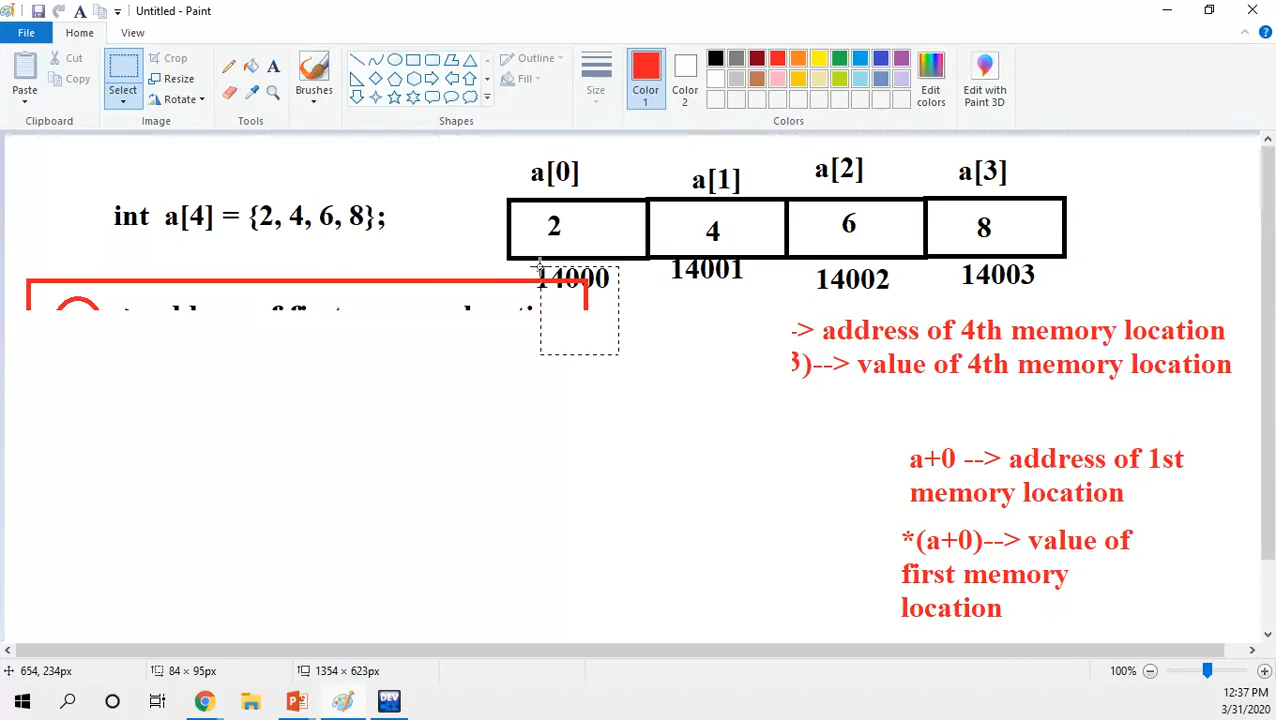 Untitled - Paint
File
Home
View
Paste
Cut
Copy
Clipboard
Select
Crop
Resize
Rotate
Image
A
Tools
Brushes
Shapes
Outline
Fill
Size
Color
1
Color
2
Colors
Edit
colors
Edit with
Paint 3D
a[0]
a[1]
a[2]
a[3]
int a[4] = {2, 4, 6, 8};
2
4
6
8
14000
14001
14002
14003
-> address of 4th memory location
3)--> value of 4th memory location
a+0 --> address of 1st
memory location
*(a+0)--> value of
first memory
location
654, 234px
84 × 95px
1354 × 623px
100%
DEV
12:37 PM
3/31/2020